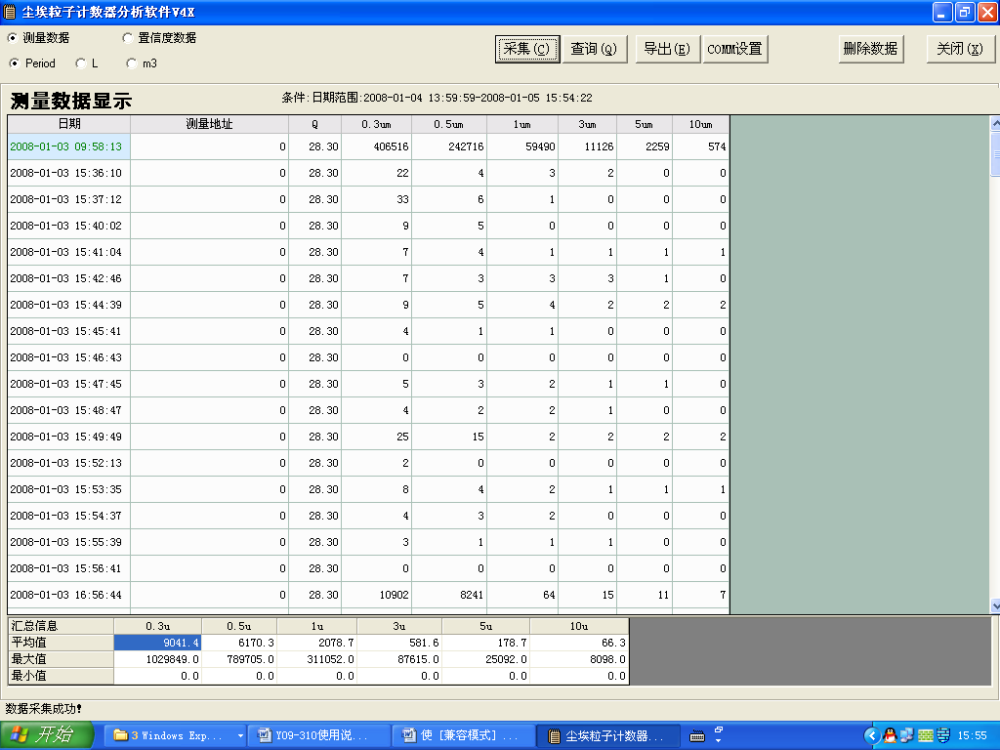 尘埃粒子计数器分析软件V4X
测量数据 置信度数据
Period L m3
采集(C) 查询(Q) 导出(E) COMM设置 删除数据 关闭(X)
测量数据显示 条件:日期范围:2008-01-04 13:59:59-2008-01-05 15:54:22
日期 测量地址 Q 0.3um 0.5um 1um 3um 5um 10um
2008-01-03 09:58:13 0 28.30 406516 242716 59490 11126 2259 574
2008-01-03 15:36:10 0 28.30 22 4 3 2 0 0
2008-01-03 15:37:12 0 28.30 33 6 1 0 0 0
2008-01-03 15:40:02 0 28.30 9 5 0 0 0 0
2008-01-03 15:41:04 0 28.30 7 4 1 1 1 1
2008-01-03 15:42:46 0 28.30 7 3 3 3 1 0
2008-01-03 15:44:39 0 28.30 9 5 4 2 2 2
2008-01-03 15:45:41 0 28.30 4 1 1 0 0 0
2008-01-03 15:46:43 0 28.30 0 0 0 0 0 0
2008-01-03 15:47:45 0 28.30 5 3 2 1 1 0
2008-01-03 15:48:47 0 28.30 4 2 2 1 0 0
2008-01-03 15:49:49 0 28.30 25 15 2 2 2 2
2008-01-03 15:52:13 0 28.30 2 0 0 0 0 0
2008-01-03 15:53:35 0 28.30 8 4 2 1 1 1
2008-01-03 15:54:37 0 28.30 4 3 2 0 0 0
2008-01-03 15:55:39 0 28.30 3 1 1 1 0 0
2008-01-03 15:56:41 0 28.30 0 0 0 0 0 0
2008-01-03 16:56:44 0 28.30 10902 8241 64 15 11 7
汇总信息 0.3u 0.5u 1u 3u 5u 10u
平均值 9041.4 6170.3 2078.7 581.6 178.7 66.3
最大值 1029849.0 789705.0 311052.0 87615.0 25092.0 8098.0
最小值 0.0 0.0 0.0 0.0 0.0 0.0
数据采集成功!
开始 3 Windows Exp... Y09-310使用说... 使 [兼容模式] ... 尘埃粒子计数器... 15:55